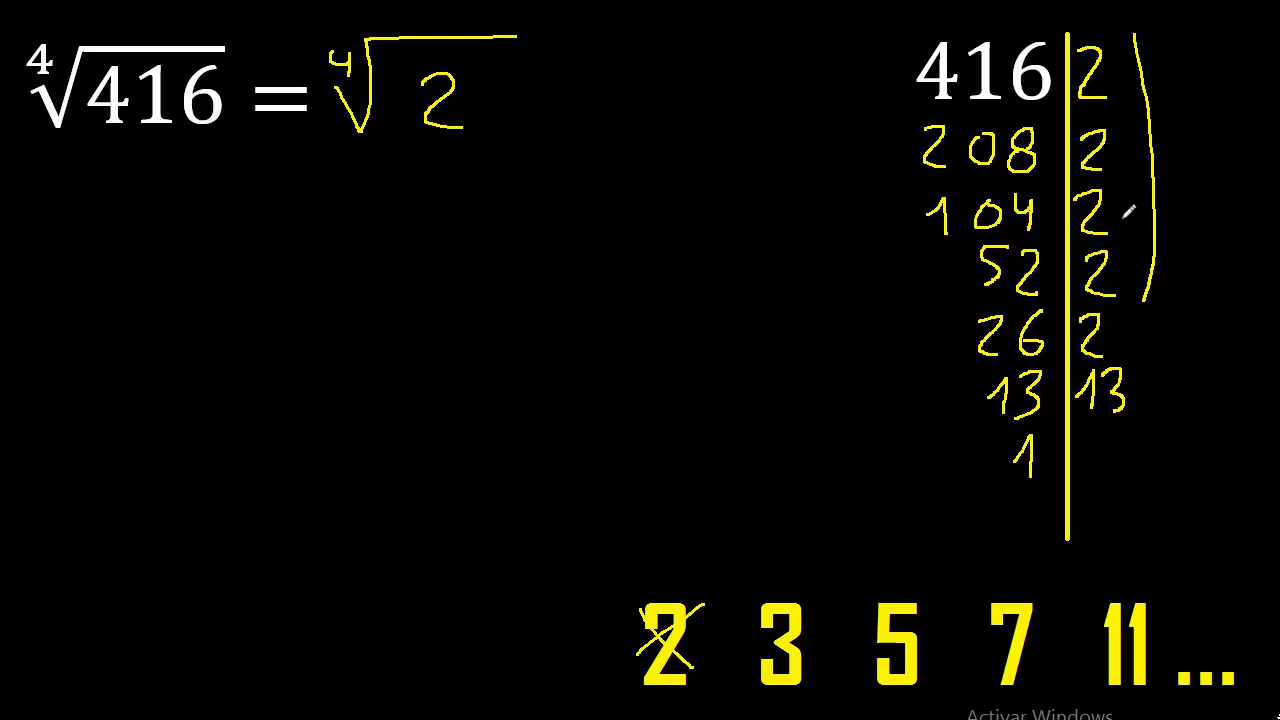 ⁴√416 = ⁴√2
416 | 2
208 | 2
104 | 2
52 | 2
26 | 2
13 | 13
1
2 3 5 7 11 ...
Activar Windows